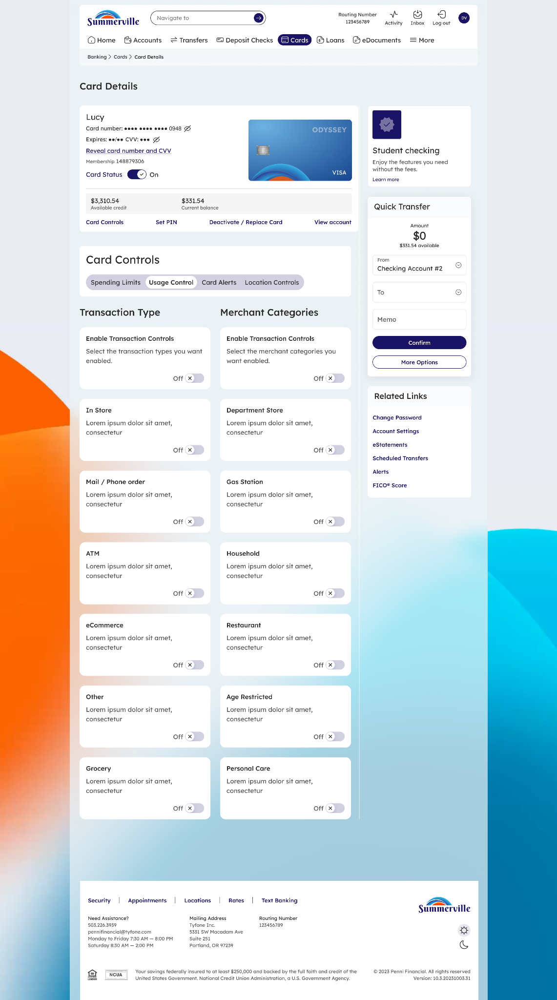 Summerville
Navigate to
Routing Number
123456789
Activity
Inbox
Log out
DV
Home
Accounts
Transfers
Deposit Checks
Cards
Loans
eDocuments
More
Banking > Cards > Card Details
Card Details
Lucy
Card number: •••• •••• •••• 0948
Expires: ••/•• CVV: •••
Reveal card number and CVV
Membership 148879306
Card Status On
ODYSSEY
VISA
$3,310.54
Available credit
$331.54
Current balance
Card Controls
Set PIN
Deactivate / Replace Card
View account
Student checking
Enjoy the features you need
without the fees.
Learn more
Quick Transfer
Amount
$0
$331.54 available
From
Checking Account #2
To
Memo
Confirm
More Options
Related Links
Change Password
Account Settings
eStatements
Scheduled Transfers
Alerts
FICO® Score
Card Controls
Spending Limits
Usage Control
Card Alerts
Location Controls
Transaction Type
Enable Transaction Controls
Select the transaction types you want
enabled.
Off
In Store
Lorem ipsum dolor sit amet,
consectetur
Off
Mail / Phone order
Lorem ipsum dolor sit amet,
consectetur
Off
ATM
Lorem ipsum dolor sit amet,
consectetur
Off
eCommerce
Lorem ipsum dolor sit amet,
consectetur
Off
Other
Lorem ipsum dolor sit amet,
consectetur
Off
Grocery
Lorem ipsum dolor sit amet,
consectetur
Off
Merchant Categories
Enable Transaction Controls
Select the merchant categories you
want enabled.
Off
Department Store
Lorem ipsum dolor sit amet,
consectetur
Off
Gas Station
Lorem ipsum dolor sit amet,
consectetur
Off
Household
Lorem ipsum dolor sit amet,
consectetur
Off
Restaurant
Lorem ipsum dolor sit amet,
consectetur
Off
Age Restricted
Lorem ipsum dolor sit amet,
consectetur
Off
Personal Care
Lorem ipsum dolor sit amet,
consectetur
Off
Security | Appointments | Locations | Rates | Text Banking
Summerville
Need Assistance?
503.226.3939
pennifinancial@tyfone.com
Monday to Friday 7:30 AM — 8:00 PM
Saturday 8:30 AM — 2:00 PM
Mailing Address
Tyfone Inc.
5331 SW Macadam Ave
Suite 251
Portland, OR 97239
Routing Number
123456789
LENDER
NCUA
Your savings federally insured to at least $250,000 and backed by the full faith and credit of the
United States Government. National Credit Union Administration, a U.S. Government Agency.
© 2023 Penni Financial. All rights reserved
Version: 10.3.20231003.31